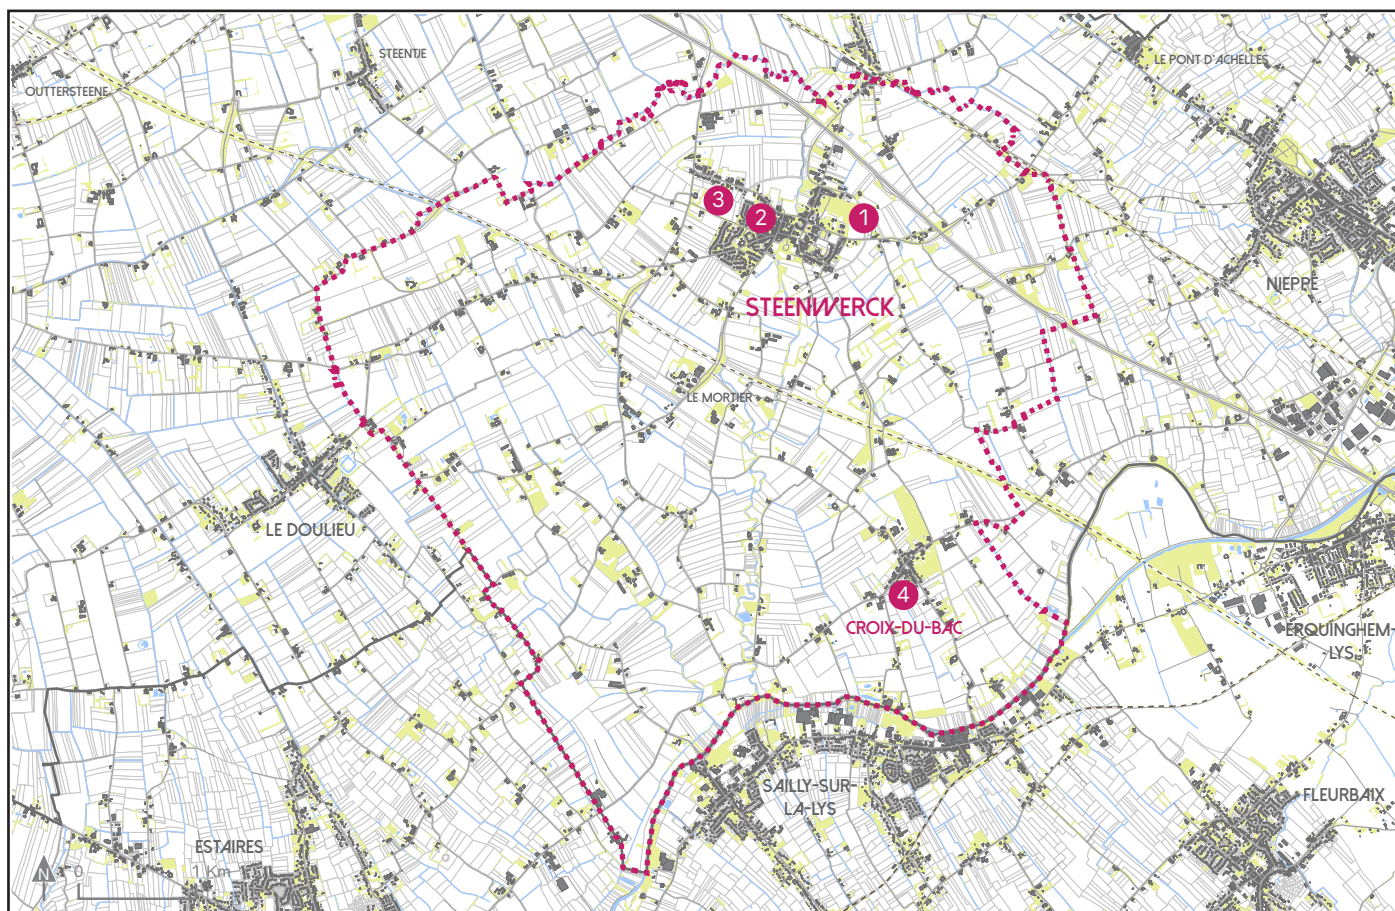 STEENTJE
LE PONT D'ACHELLES
OUTTERSTEENE
3
2
1
NIEPPE
STEENWERCK
LE MORTIER
LE DOULIEU
4
CROIX-DU-BAC
ERQUINGHEM-
-LYS
SAILLY-SUR-
LA-LYS
FLEURBAIX
ESTAIRES
N
0
1 Km